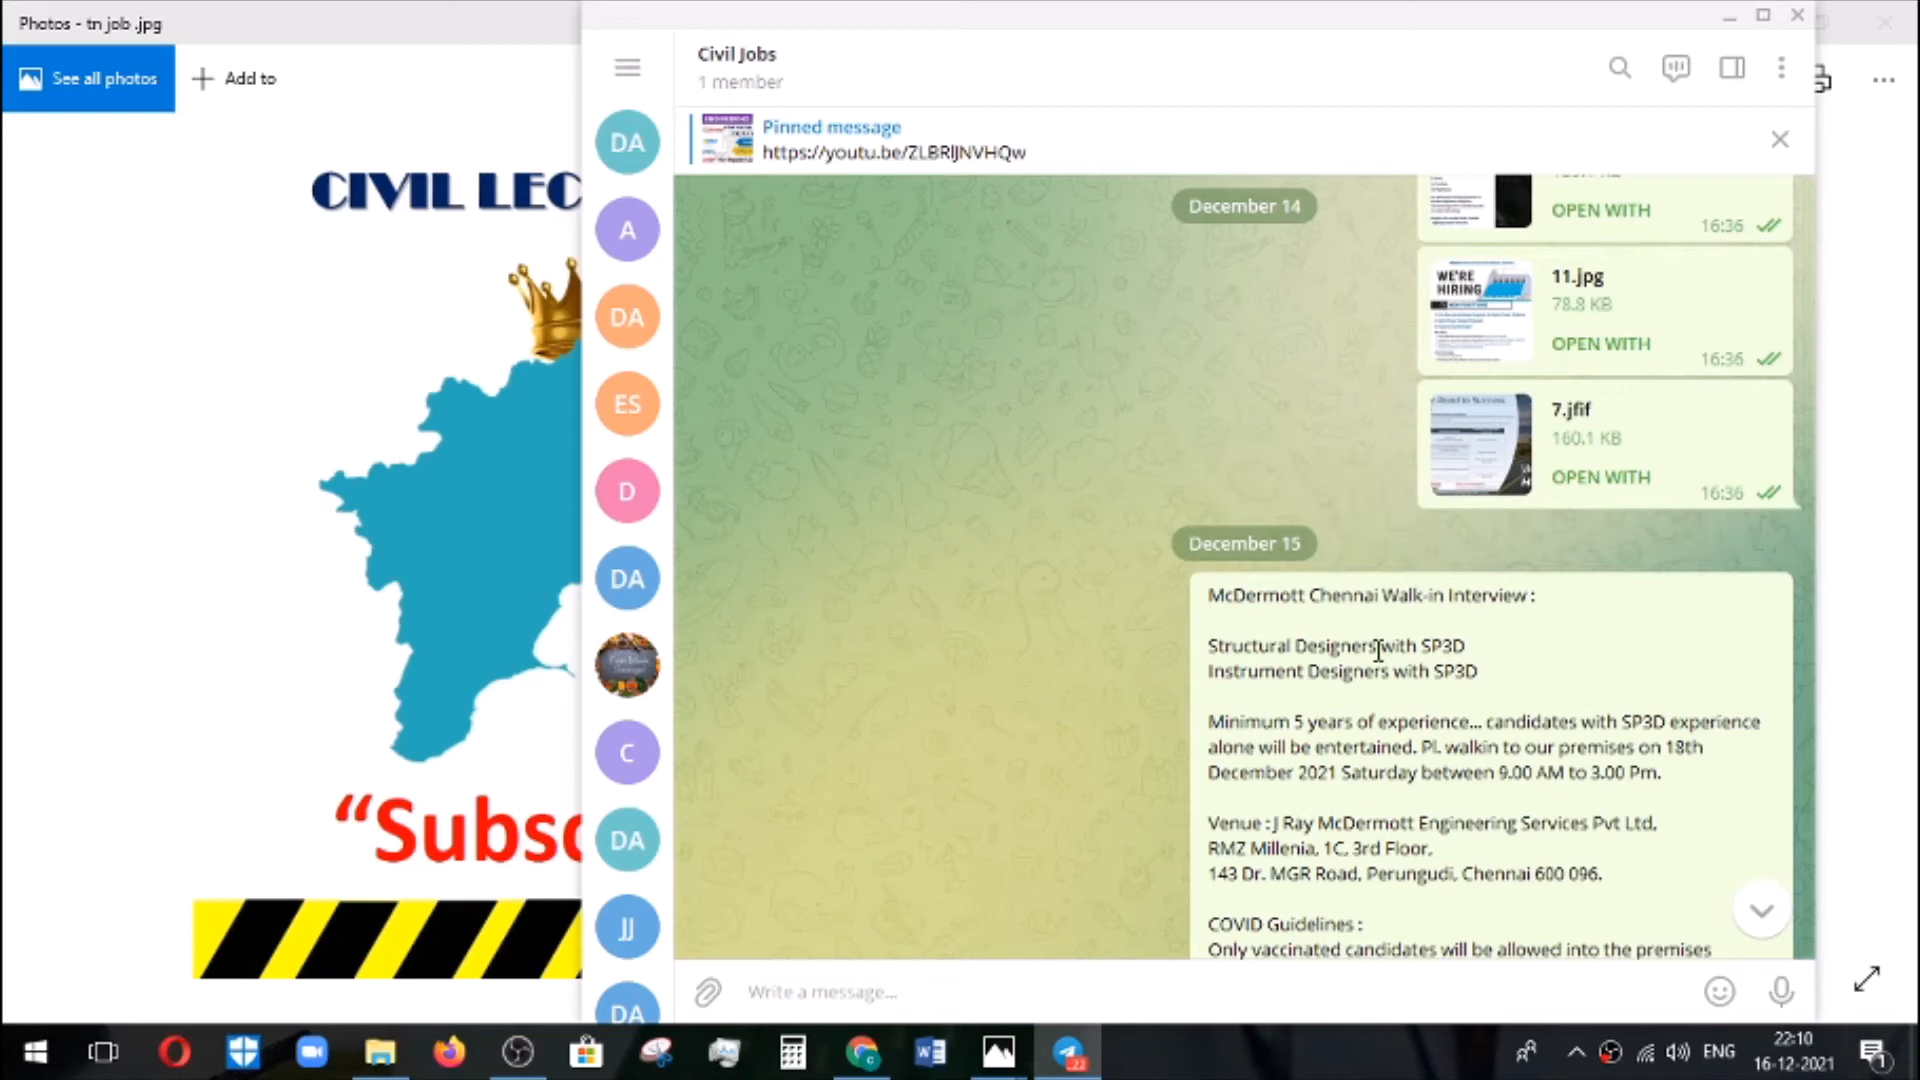 Photos - tn job .jpg
See all photos
Add to
CIVIL LEC
“Subsc
Civil Jobs
1 member
Pinned message
https://youtu.be/ZLBRlJNVHQw
DA
A
DA
ES
D
DA
C
DA
JJ
DA
December 14
OPEN WITH
16:36
WE'RE
HIRING
11.jpg
78.8 KB
OPEN WITH
16:36
7.jfif
160.1 KB
OPEN WITH
16:36
December 15
McDermott Chennai Walk-in Interview :
Structural Designers with SP3D
Instrument Designers with SP3D
Minimum 5 years of experience... candidates with SP3D experience
alone will be entertained. Pl. walkin to our premises on 18th
December 2021 Saturday between 9.00 AM to 3.00 Pm.
Venue : J Ray McDermott Engineering Services Pvt Ltd,
RMZ Millenia, 1C, 3rd Floor,
143 Dr. MGR Road, Perungudi, Chennai 600 096.
COVID Guidelines :
Only vaccinated candidates will be allowed into the premises
Write a message...
ENG
22:10
16-12-2021
1